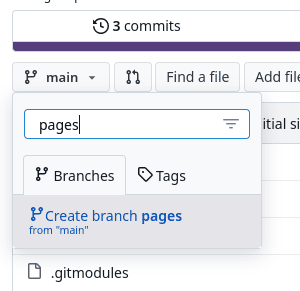 3 commits
main
Find a file
Add file
pages
itial si
Branches
Tags
Create branch pages
from "main"
.gitmodules